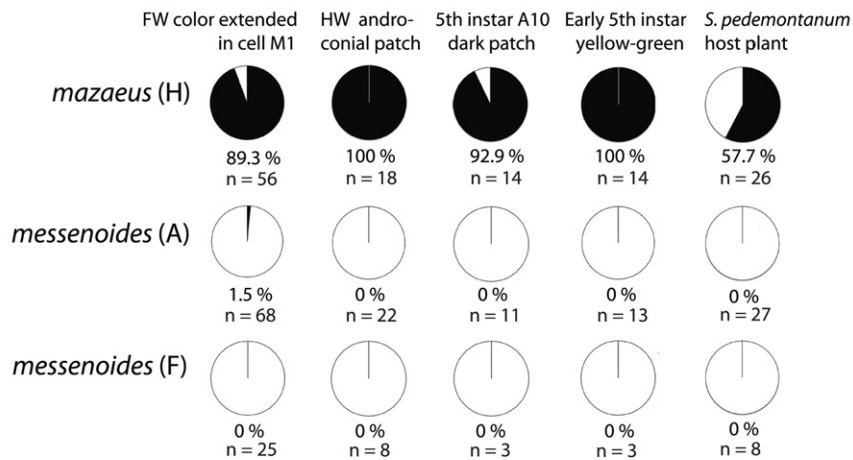 FW color extended HW andro- 5th instar A10 Early 5th instar S. pedemontanum
in cell M1 conial patch dark patch yellow-green host plant
mazaeus (H)
89.3 % 100 % 92.9 % 100 % 57.7 %
n = 56 n = 18 n = 14 n = 14 n = 26
messenoides (A)
1.5 % 0 % 0 % 0 % 0 %
n = 68 n = 22 n = 11 n = 13 n = 27
messenoides (F)
0 % 0 % 0 % 0 % 0 %
n = 25 n = 8 n = 3 n = 3 n = 8